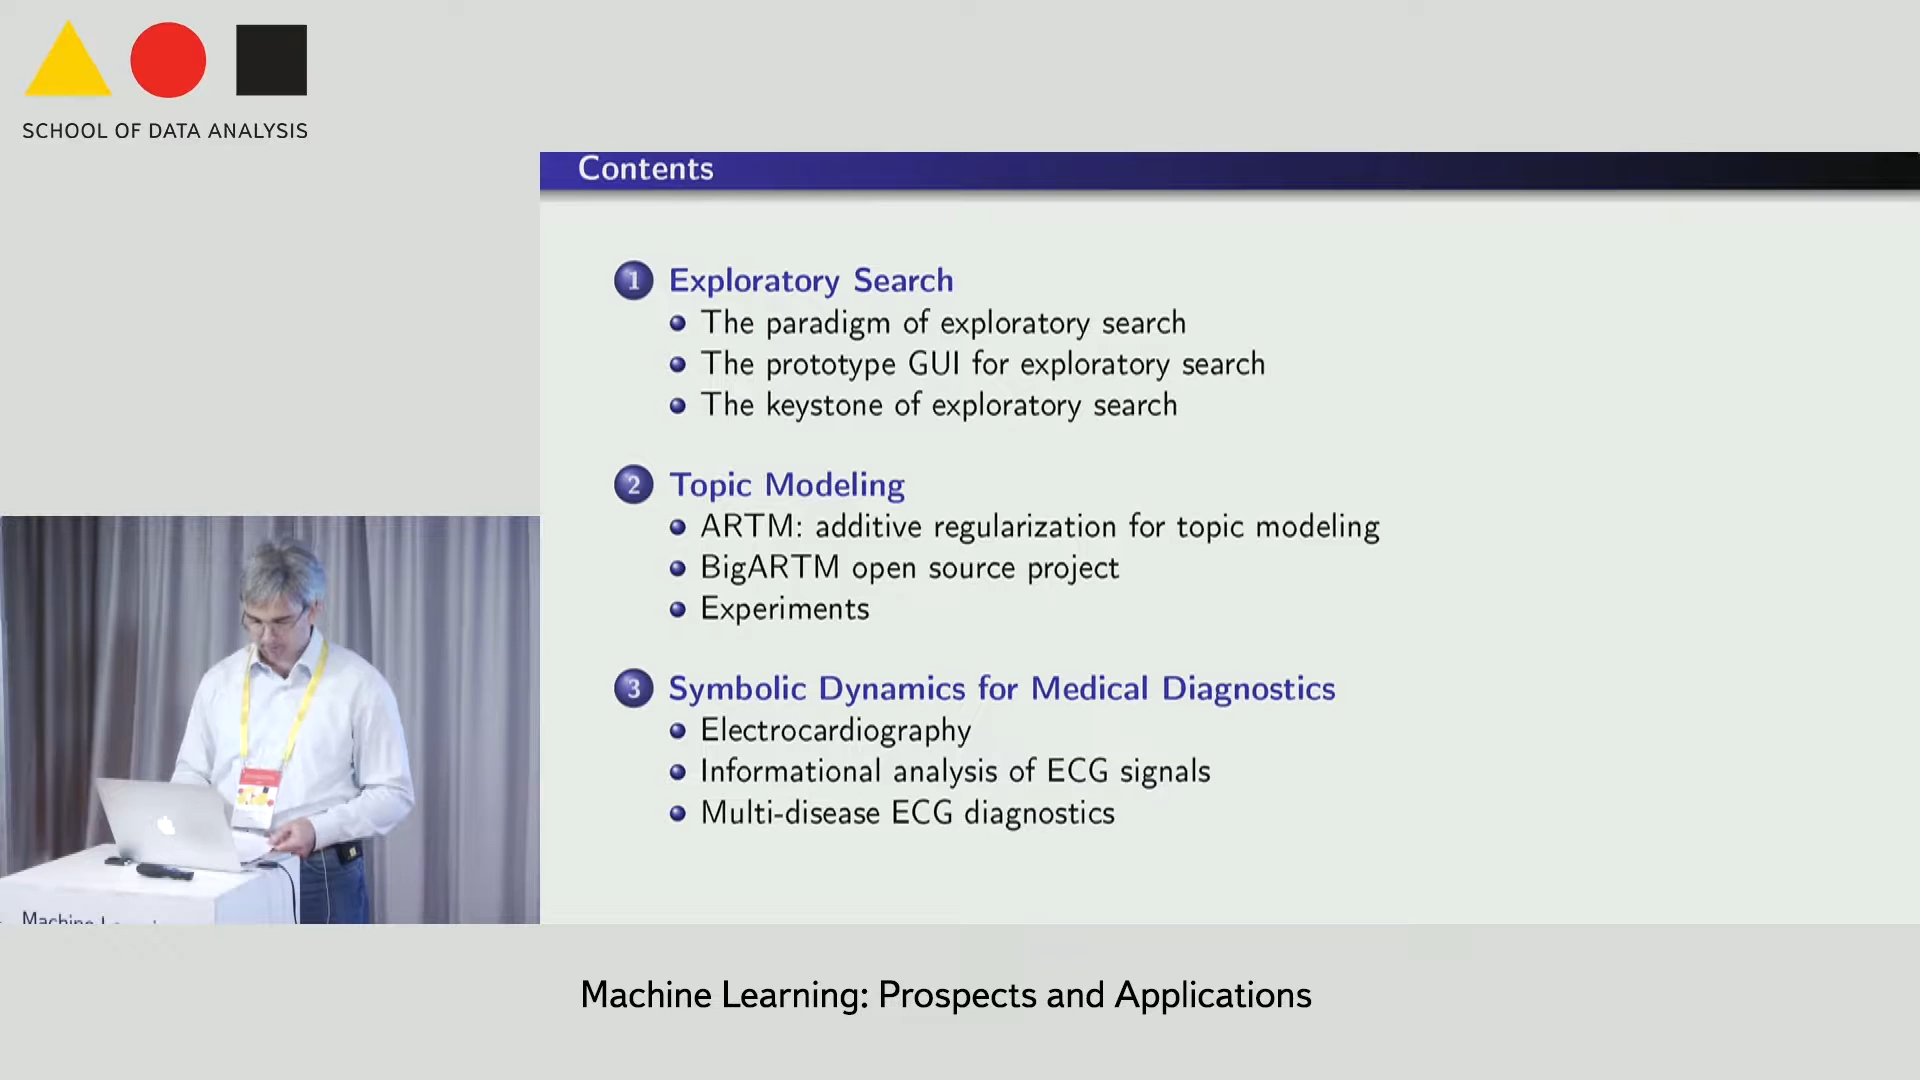 SCHOOL OF DATA ANALYSIS
Contents
1 Exploratory Search
The paradigm of exploratory search
The prototype GUI for exploratory search
The keystone of exploratory search
2 Topic Modeling
ARTM: additive regularization for topic modeling
BigARTM open source project
Experiments
3 Symbolic Dynamics for Medical Diagnostics
Electrocardiography
Informational analysis of ECG signals
Multi-disease ECG diagnostics
Machine
Machine Learning: Prospects and Applications